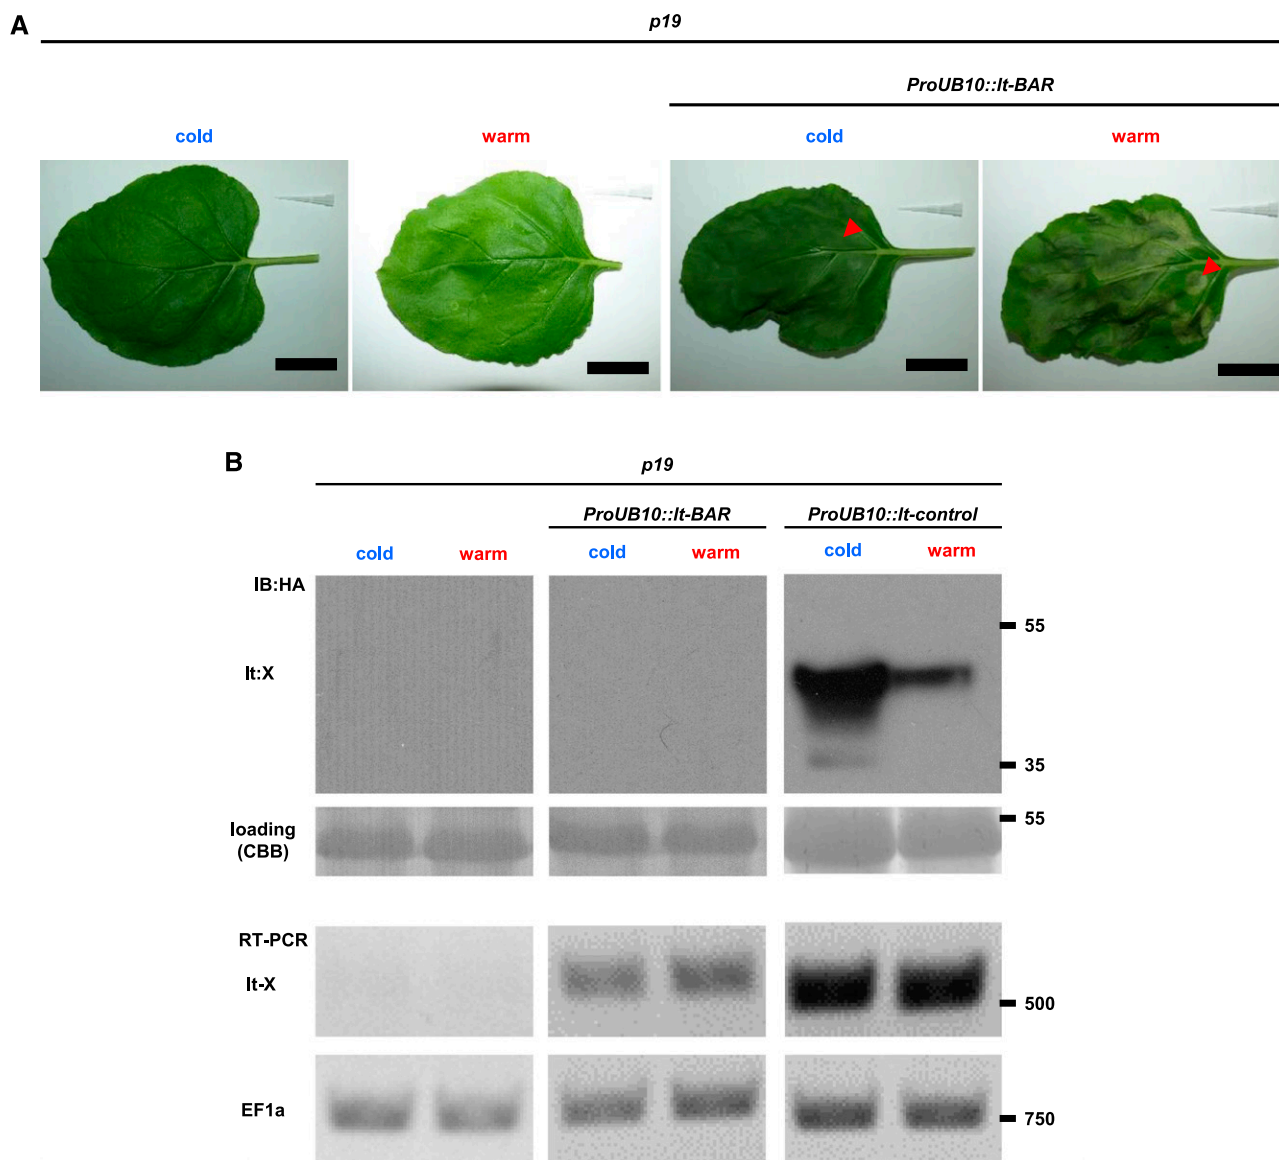 A
p19
ProUB10::lt-BAR
cold warm cold warm
B
p19
ProUB10::lt-BAR ProUB10::lt-control
cold warm cold warm cold warm
IB:HA
55
lt:X
35
loading
(CBB)
55
RT-PCR
lt-X
500
EF1a
750